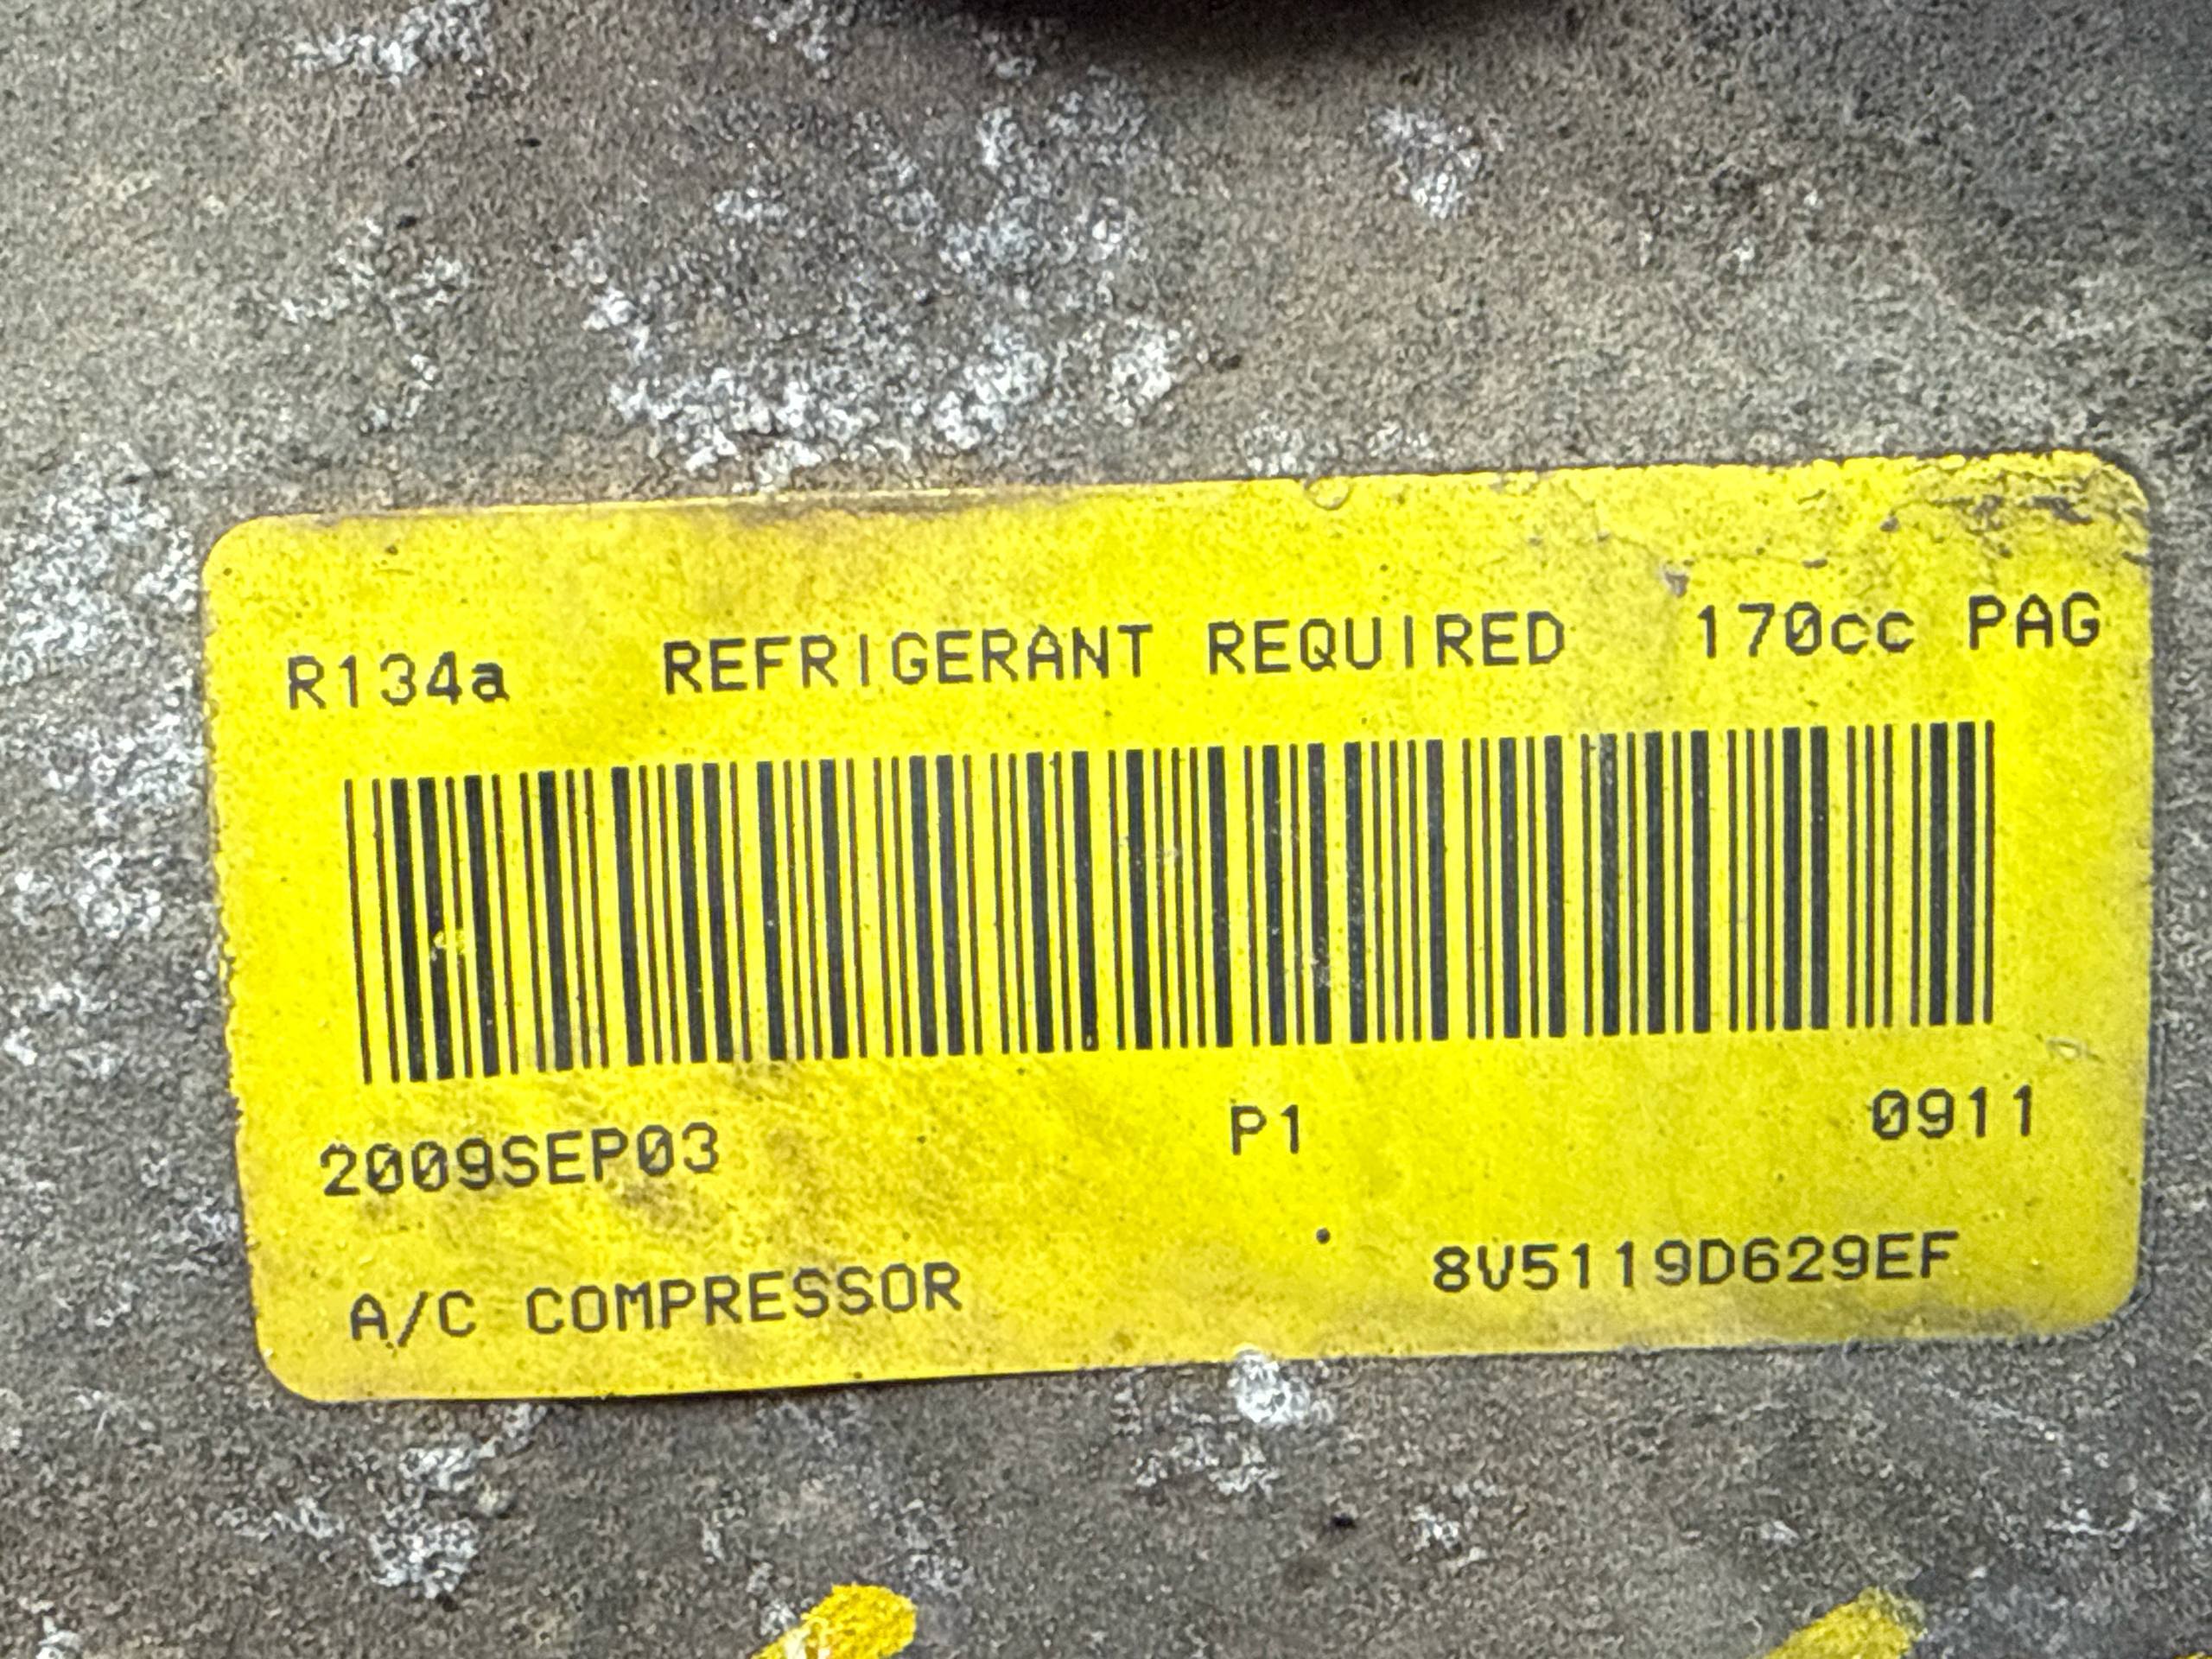 R134a REFRIGERANT REQUIRED 170cc PAG
2009SEP03 P1 0911
A/C COMPRESSOR 8V5119D629EF